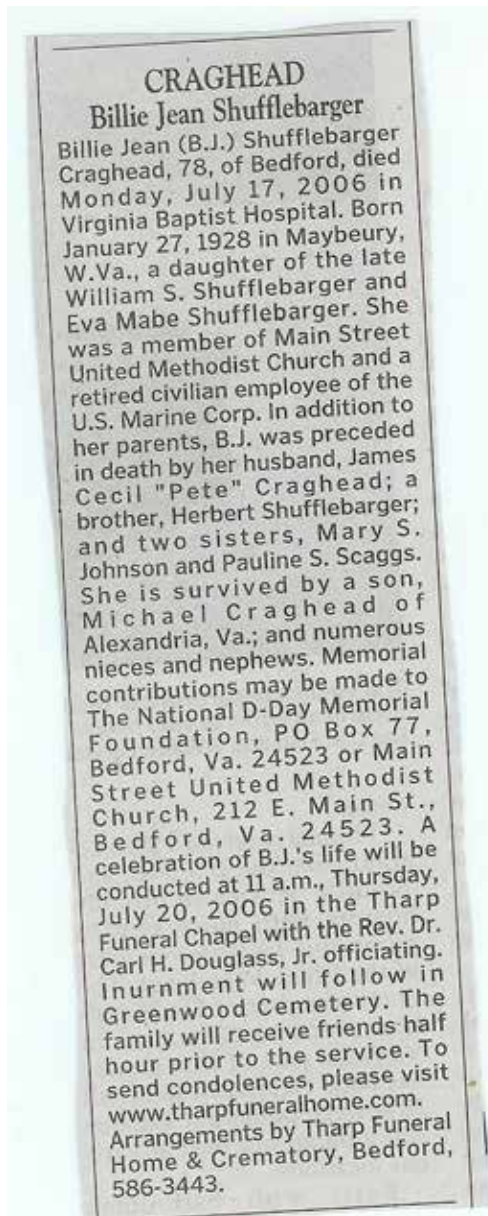 CRAGHEAD
Billie Jean Shufflebarger
Billie Jean (B.J.) Shufflebarger
Craghead, 78, of Bedford, died
Monday, July 17, 2006 in
Virginia Baptist Hospital. Born
January 27, 1928 in Maybeury,
W.Va., a daughter of the late
William S. Shufflebarger and
Eva Mabe Shufflebarger. She
was a member of Main Street
United Methodist Church and a
retired civilian employee of the
U.S. Marine Corp. In addition to
her parents, B.J. was preceded
in death by her husband, James
Cecil "Pete" Craghead; a
brother, Herbert Shufflebarger;
and two sisters, Mary S.
Johnson and Pauline S. Scaggs.
She is survived by a son,
Michael Craghead of
Alexandria, Va.; and numerous
nieces and nephews. Memorial
contributions may be made to
The National D-Day Memorial
Foundation, PO Box 77,
Bedford, Va. 24523 or Main
Street United Methodist
Church, 212 E. Main St.,
Bedford, Va. 24523. A
celebration of B.J.'s life will be
conducted at 11 a.m., Thursday,
July 20, 2006 in the Tharp
Funeral Chapel with the Rev. Dr.
Carl H. Douglass, Jr. officiating.
Inurnment will follow in
Greenwood Cemetery. The
family will receive friends half
hour prior to the service. To
send condolences, please visit
www.tharpfuneralhome.com.
Arrangements by Tharp Funeral
Home & Crematory, Bedford,
586-3443.